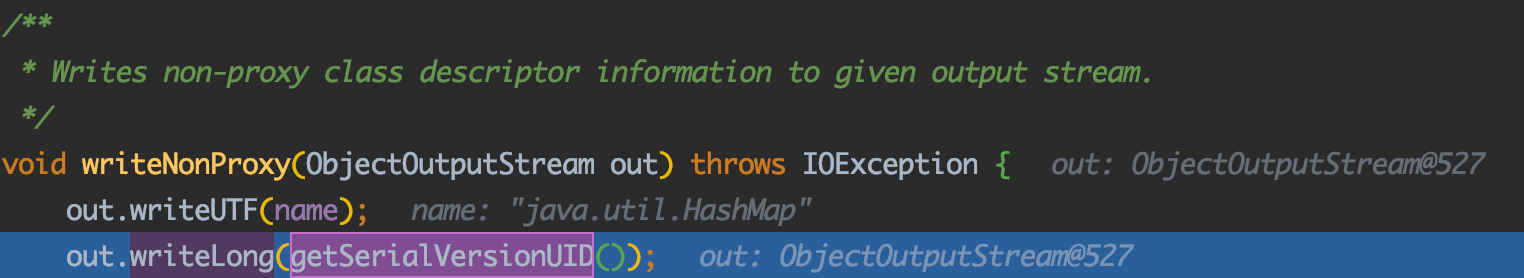 /**
* Writes non-proxy class descriptor information to given output stream.
*/
void writeNonProxy(ObjectOutputStream out) throws IOException { out: ObjectOutputStream@527
out.writeUTF(name); name: "java.util.HashMap"
out.writeLong(getSerialVersionUID()); out: ObjectOutputStream@527